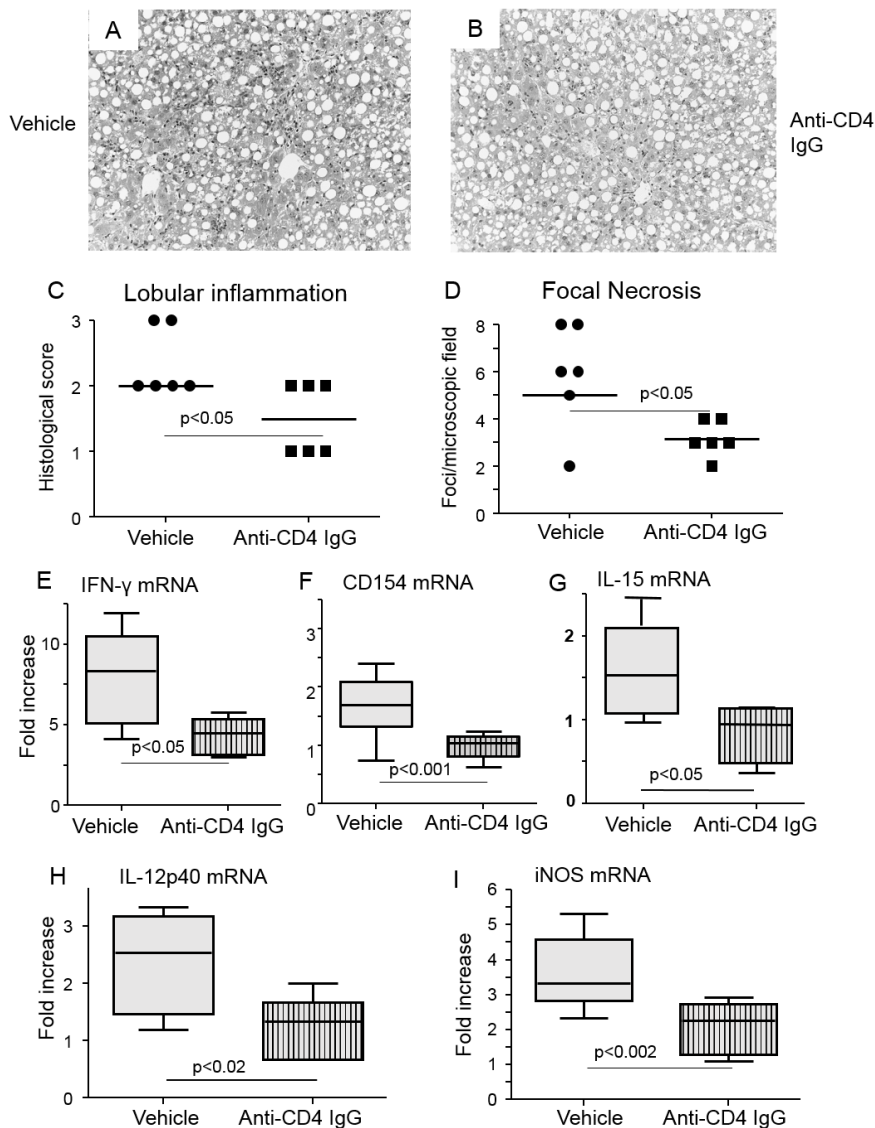 A
B
Vehicle
Anti-CD4
IgG
C
Lobular inflammation
Histological score
3
2
1
0
p<0.05
Vehicle
Anti-CD4 IgG
D
Focal Necrosis
Foci/microscopic field
8
6
4
2
0
p<0.05
Vehicle
Anti-CD4 IgG
E
IFN-γ mRNA
Fold increase
10
5
0
p<0.05
Vehicle
Anti-CD4 IgG
F
CD154 mRNA
3
2
1
0
p<0.001
Vehicle
Anti-CD4 IgG
G
IL-15 mRNA
2
1
0
p<0.05
Vehicle
Anti-CD4 IgG
H
IL-12p40 mRNA
Fold increase
3
2
1
0
p<0.02
Vehicle
Anti-CD4 IgG
I
iNOS mRNA
Fold increase
6
5
4
3
2
1
0
p<0.002
Vehicle
Anti-CD4 IgG